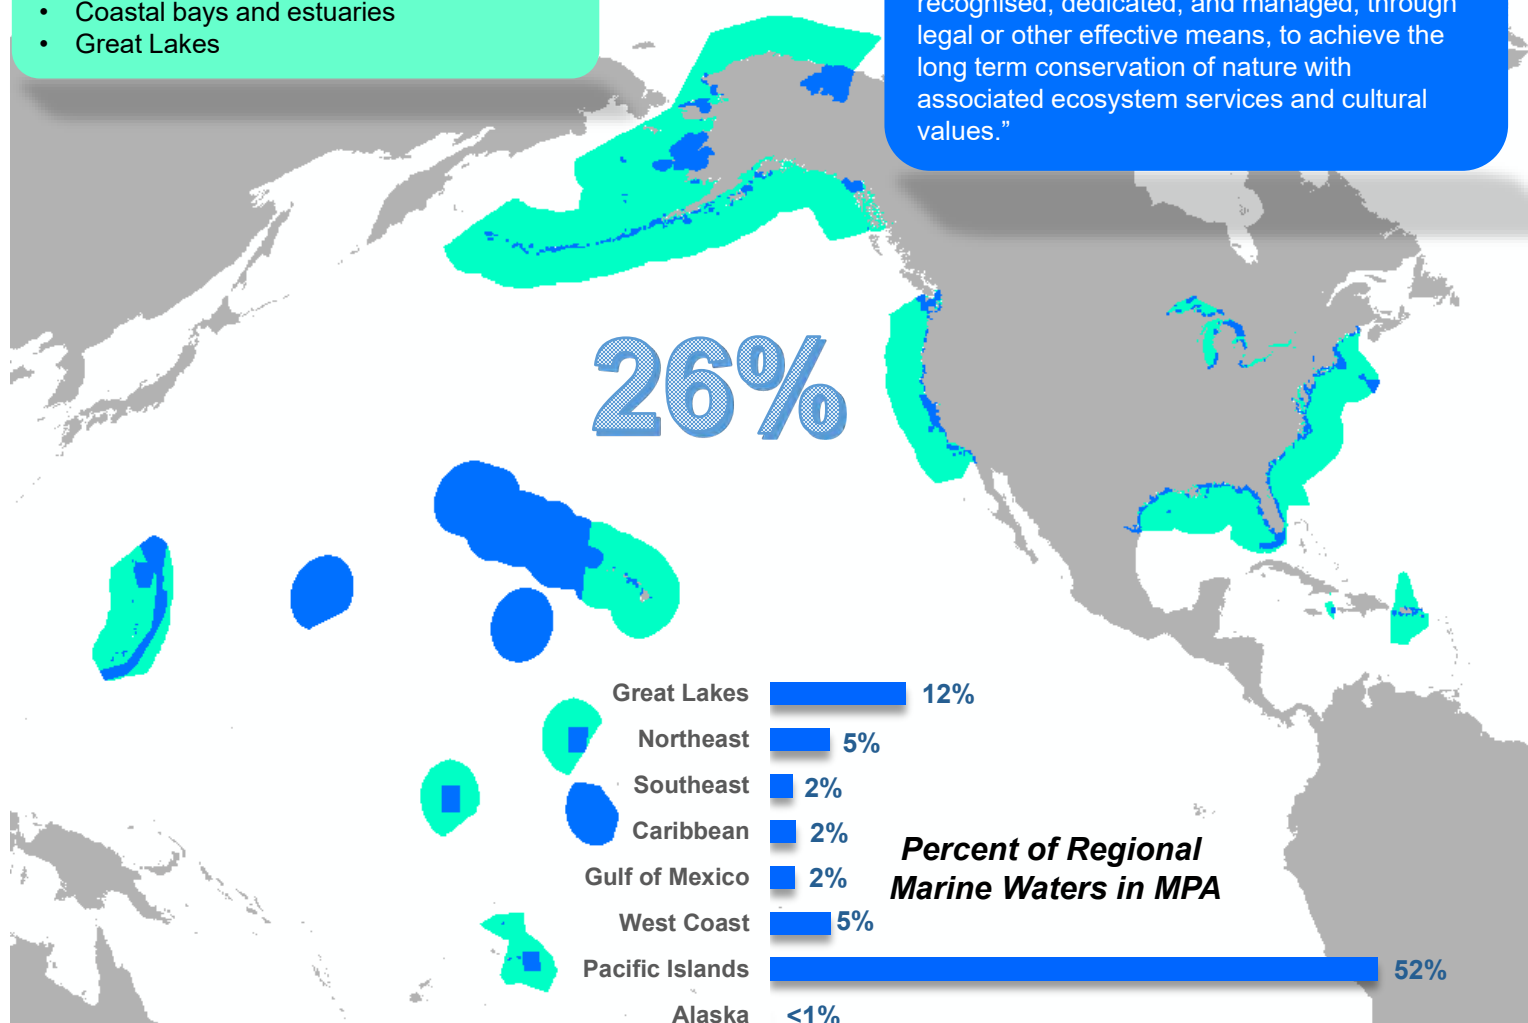 • Coastal bays and estuaries
• Great Lakes
recognised, dedicated, and managed, through
legal or other effective means, to achieve the
long term conservation of nature with
associated ecosystem services and cultural
values.”
26%
Great Lakes 12%
Northeast 5%
Southeast 2%
Caribbean 2%
Gulf of Mexico 2%
West Coast 5%
Pacific Islands 52%
Alaska <1%
Percent of Regional
Marine Waters in MPA